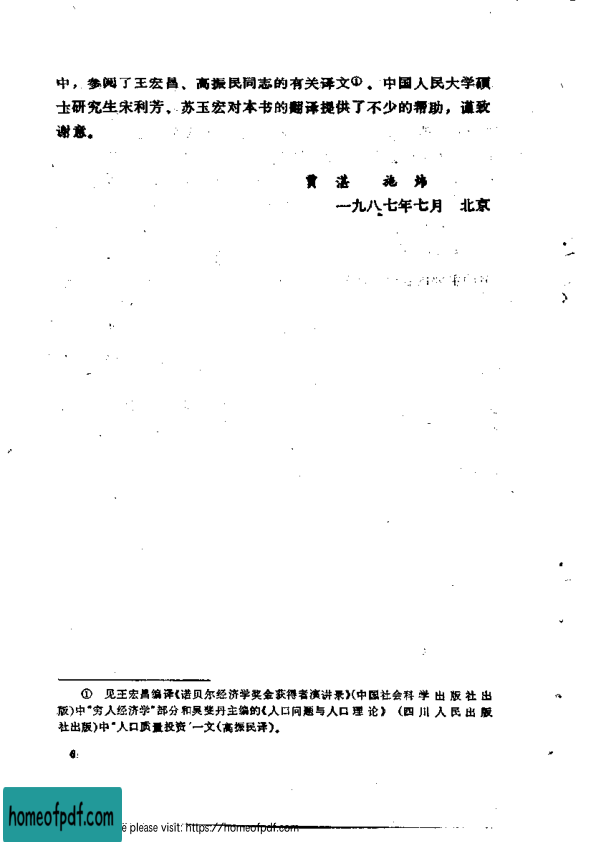 中，参阅了王宏昌、高振民同志的有关译文①。中国人民大学硕
士研究生宋利芳、苏玉宏对本书的翻译提供了不少的帮助，谨致
谢意。
贾 湛 施 炜
一九八七年七月 北京
① 见王宏昌编译《诺贝尔经济学奖金获得者演讲录》(中国社会科学出版社出
版)中“穷人经济学”部分和吴斐丹主编的《人口问题与人口理论》(四川人民出版
社出版)中“人口质量投资”一文(高振民译)。
6
homeofpdf.com
please visit: https://homeofpdf.com